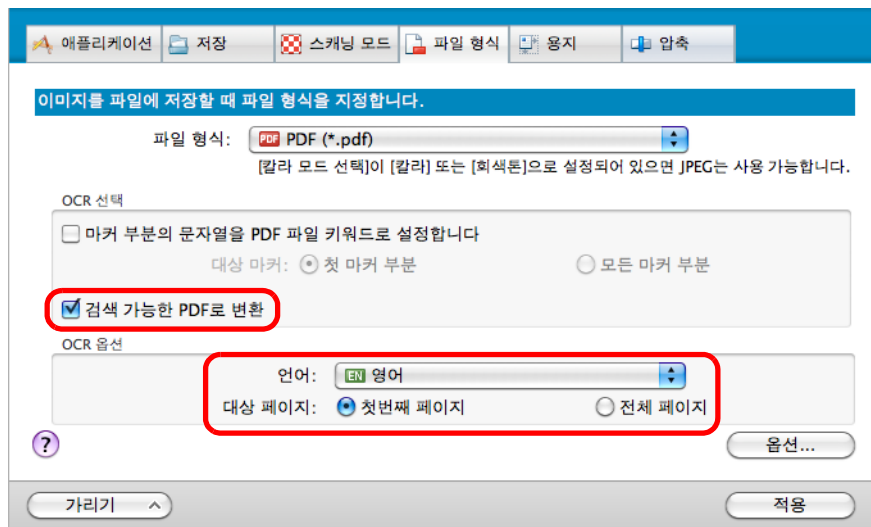 애플리케이션 저장 스캐닝 모드 파일 형식 용지 압축
이미지를 파일에 저장할 때 파일 형식을 지정합니다.
파일 형식: PDF PDF (*.pdf)
[칼라 모드 선택]이 [칼라] 또는 [회색톤]으로 설정되어 있으면 JPEG는 사용 가능합니다.
OCR 선택
마커 부분의 문자열을 PDF 파일 키워드로 설정합니다
대상 마커: 첫 마커 부분 모든 마커 부분
검색 가능한 PDF로 변환
OCR 옵션
언어: EN 영어
대상 페이지: 첫번째 페이지 전체 페이지
?
옵션...
가리기 적용